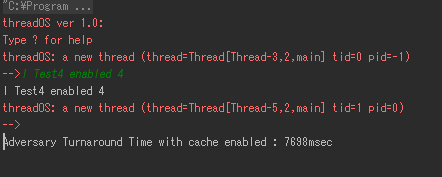 "C:¥Program ...
threadOS ver 1.0:
Type ? for help
threadOS: a new thread (thread=Thread[Thread-3,2,main] tid=0 pid=-1)
-->l Test4 enabled 4
l Test4 enabled 4
threadOS: a new thread (thread=Thread[Thread-5,2,main] tid=1 pid=0)
-->
Adversary Turnaround Time with cache enabled : 7698msec